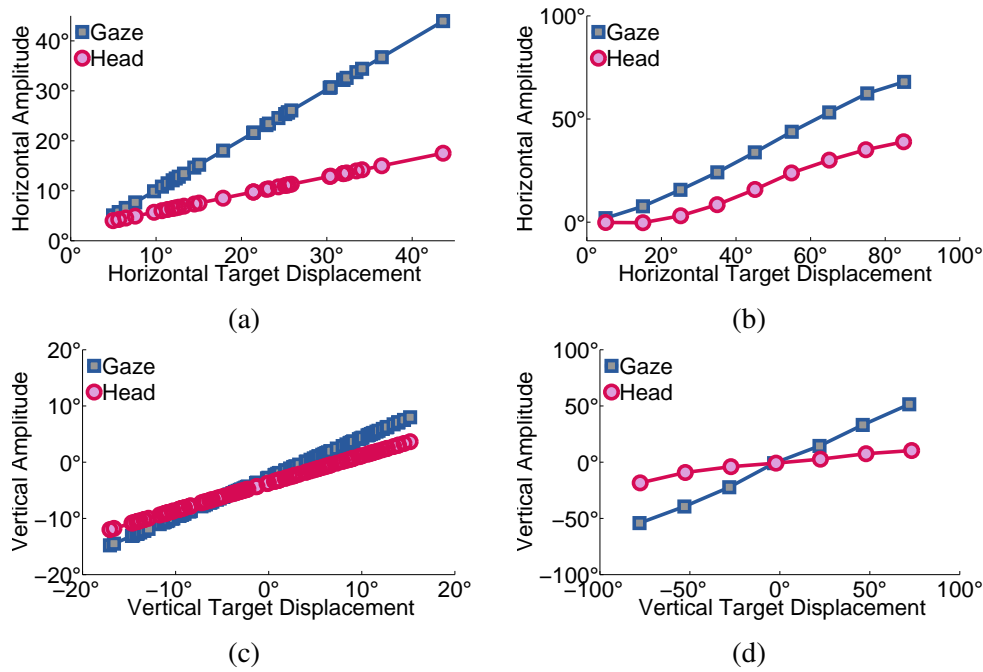 40°
30°
20°
10°
0°
Horizontal Amplitude
Gaze
Head
0° 10° 20° 30° 40°
Horizontal Target Displacement
(a)
100°
50°
0°
Horizontal Amplitude
Gaze
Head
0° 20° 40° 60° 80° 100°
Horizontal Target Displacement
(b)
20°
10°
0°
−10°
−20°
Vertical Amplitude
Gaze
Head
−20° −10° 0° 10° 20°
Vertical Target Displacement
(c)
100°
50°
0°
−50°
−100°
Vertical Amplitude
Gaze
Head
−100° −50° 0° 50° 100°
Vertical Target Displacement
(d)